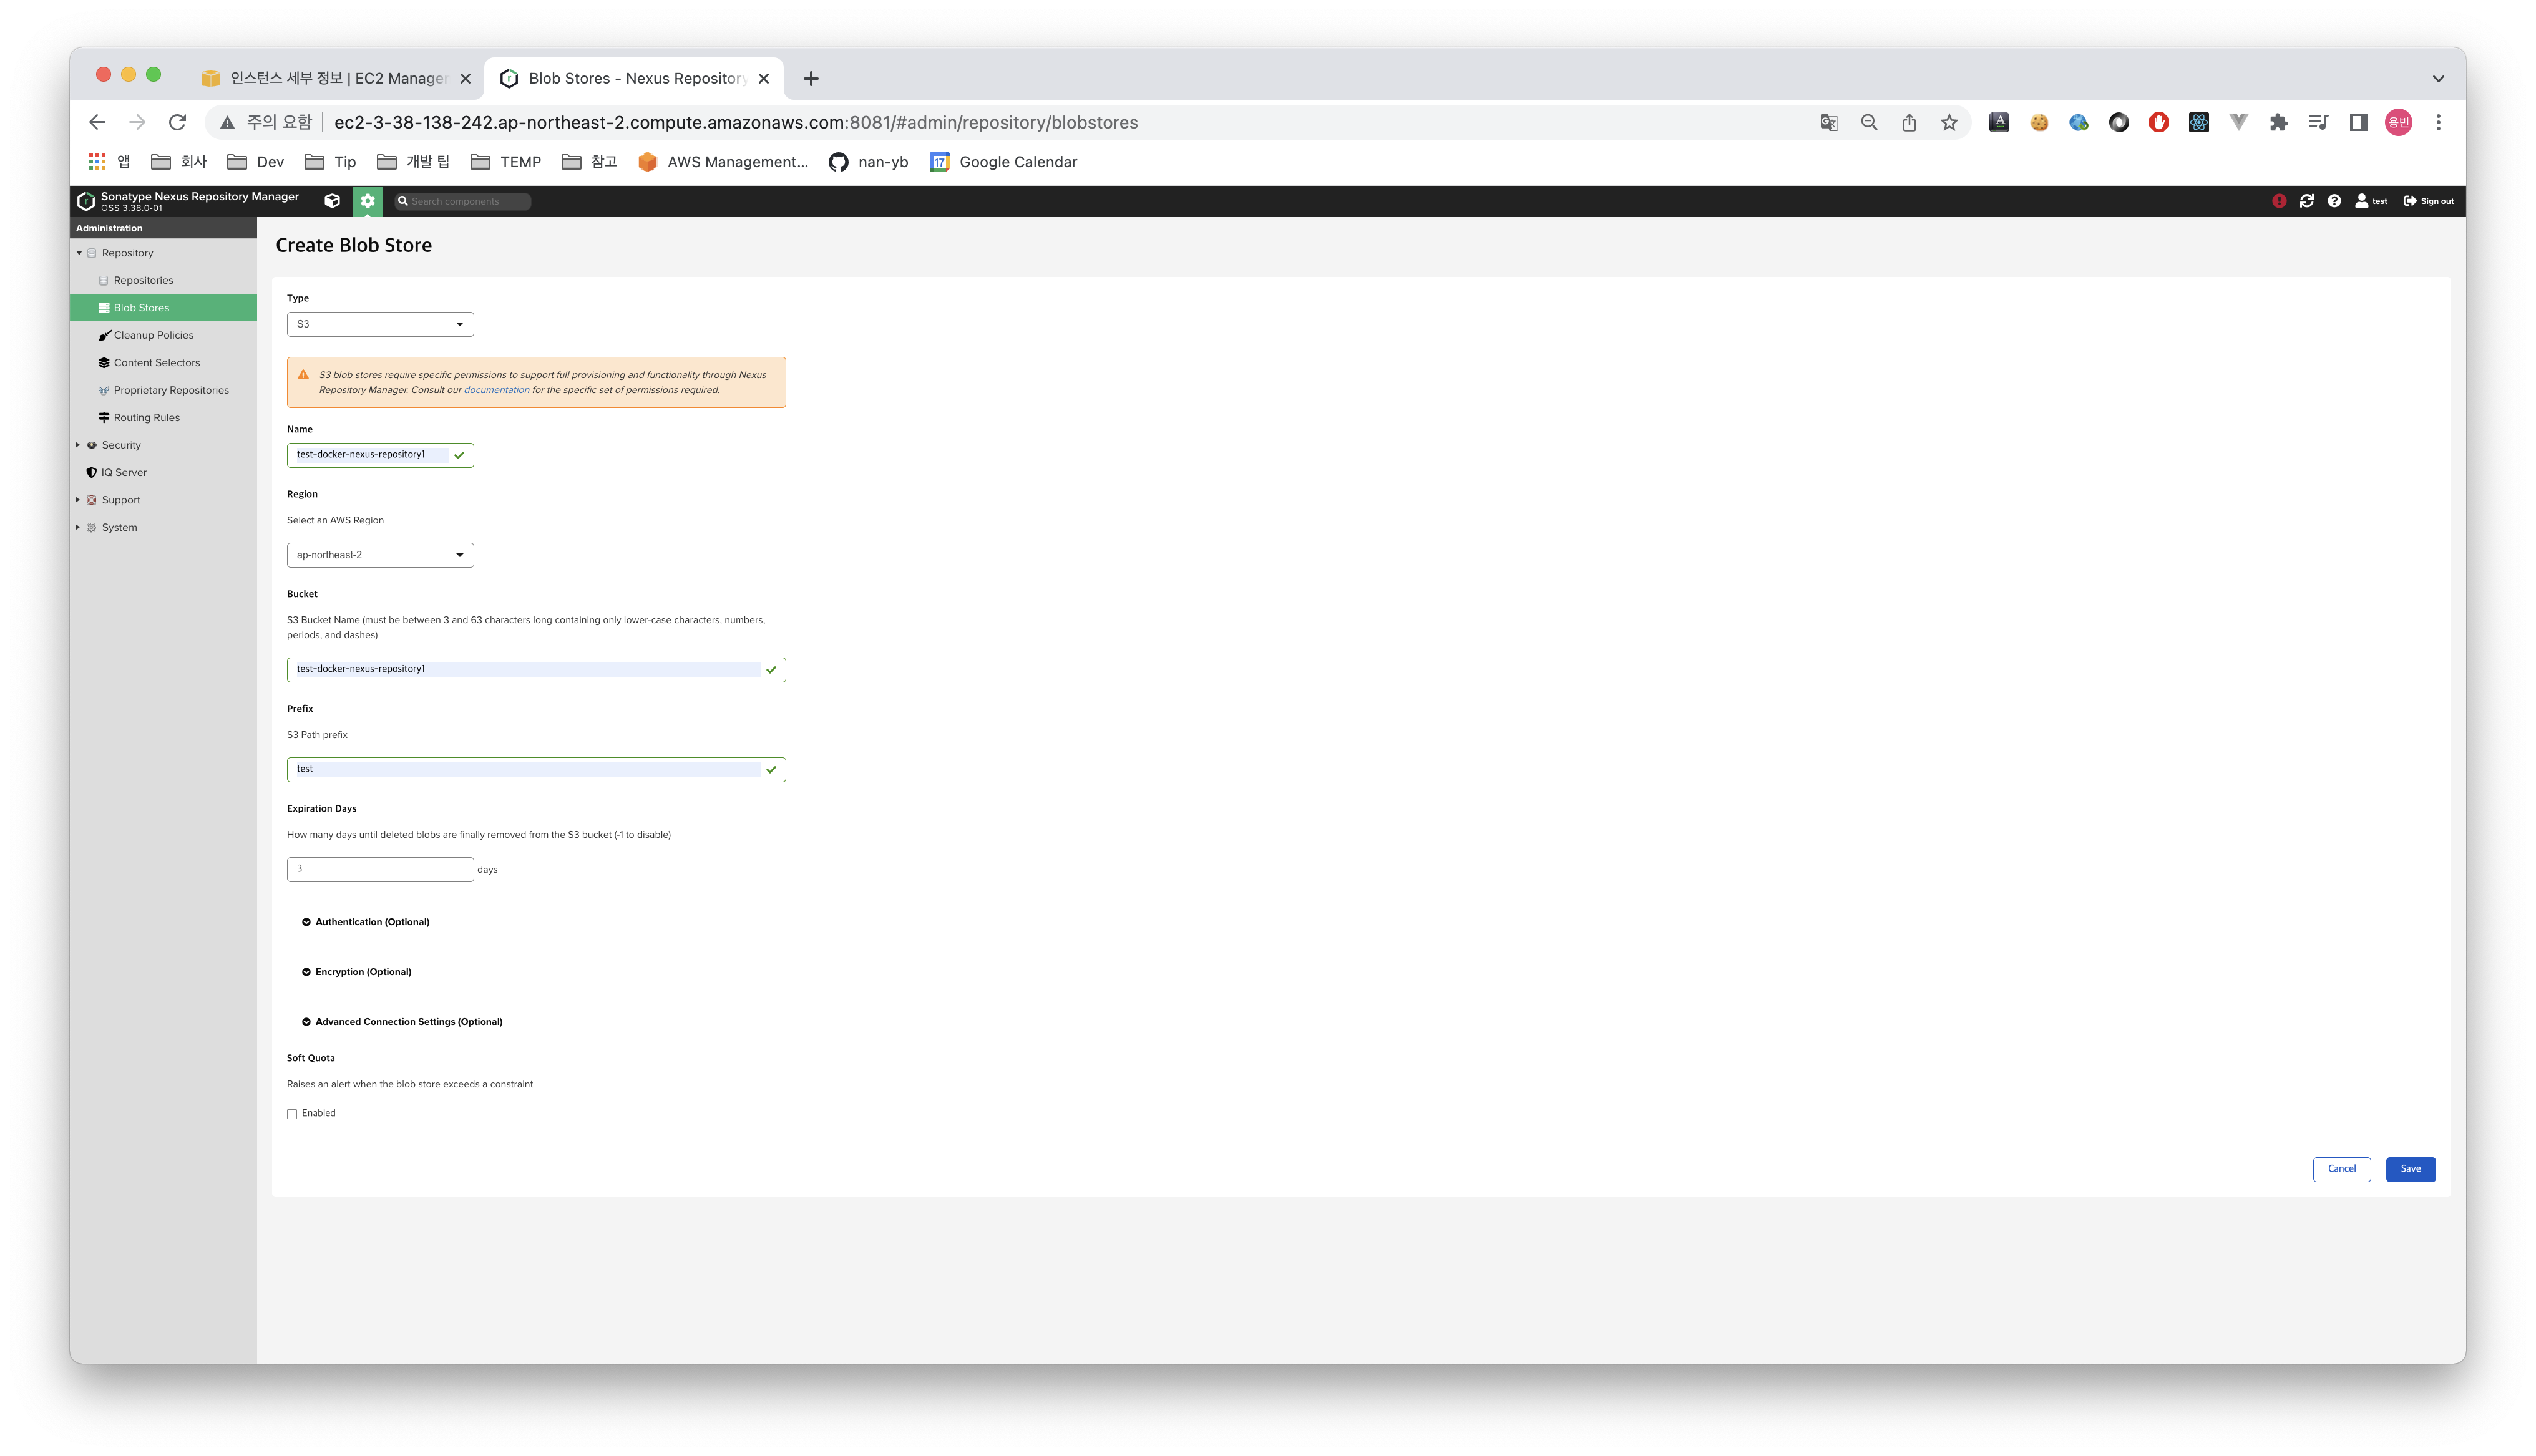 인스턴스 세부 정보 | EC2 Manager
Blob Stores - Nexus Repository
주의 요함
ec2-3-38-138-242.ap-northeast-2.compute.amazonaws.com:8081/#admin/repository/blobstores
용빈
앱
회사
Dev
Tip
개발 팁
TEMP
참고
AWS Management...
nan-yb
17
Google Calendar
Sonatype Nexus Repository Manager
OSS 3.38.0-01
Search components
test
Sign out
Administration
Repository
Repositories
Blob Stores
Cleanup Policies
Content Selectors
Proprietary Repositories
Routing Rules
Security
IQ Server
Support
System
Create Blob Store
Type
S3
S3 blob stores require specific permissions to support full provisioning and functionality through Nexus
Repository Manager. Consult our documentation for the specific set of permissions required.
Name
test-docker-nexus-repository1
Region
Select an AWS Region
ap-northeast-2
Bucket
S3 Bucket Name (must be between 3 and 63 characters long containing only lower-case characters, numbers,
periods, and dashes)
test-docker-nexus-repository1
Prefix
S3 Path prefix
test
Expiration Days
How many days until deleted blobs are finally removed from the S3 bucket (-1 to disable)
3 days
Authentication (Optional)
Encryption (Optional)
Advanced Connection Settings (Optional)
Soft Quota
Raises an alert when the blob store exceeds a constraint
Enabled
Cancel
Save